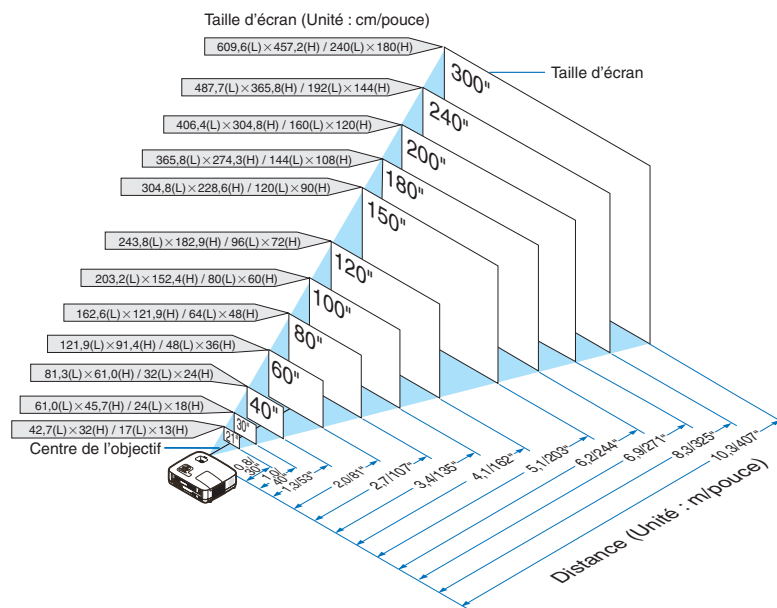 Taille d'écran (Unité : cm/pouce)
609,6(L)×457,2(H) / 240(L)×180(H)
Taille d'écran
300"
487,7(L)×365,8(H) / 192(L)×144(H)
240"
406,4(L)×304,8(H) / 160(L)×120(H)
200"
365,8(L)×274,3(H) / 144(L)×108(H)
180"
304,8(L)×228,6(H) / 120(L)×90(H)
150"
243,8(L)×182,9(H) / 96(L)×72(H)
120"
203,2(L)×152,4(H) / 80(L)×60(H)
100"
162,6(L)×121,9(H) / 64(L)×48(H)
80"
121,9(L)×91,4(H) / 48(L)×36(H)
60"
81,3(L)×61,0(H) / 32(L)×24(H)
40"
61,0(L)×45,7(H) / 24(L)×18(H)
30"
42,7(L)×32(H) / 17(L)×13(H)
21"
Centre de l'objectif
0,8/
30"
1,0/
40"
1,3/53"
2,0/81"
2,7/107"
3,4/135"
4,1/162"
5,1/203"
6,2/244"
6,9/271"
8,3/325"
10,3/407"
Distance (Unité : m/pouce)